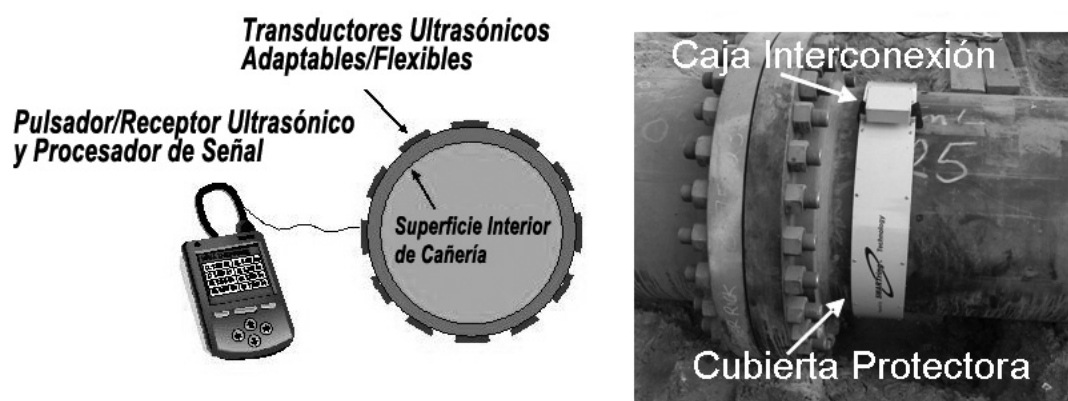 Transductores Ultrasónicos
Adaptables/Flexibles
Pulsador/Receptor Ultrasónico
y Procesador de Señal
Superficie Interior
de Cañería
Caja Interconexión
25
Technology
Cubierta Protectora